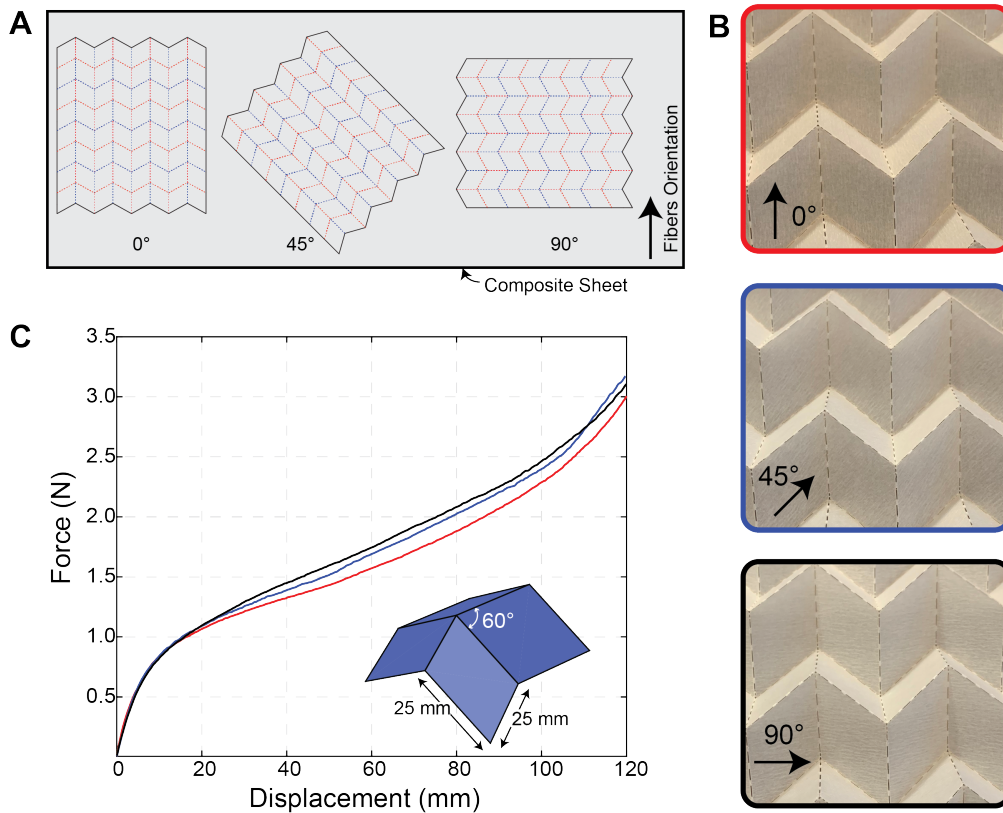 A
0°
45°
90°
Fibers Orientation
Composite Sheet
B
0°
45°
90°
C
Force (N)
3.5
3.0
2.5
2.0
1.5
1.0
0.5
0
20
40
60
80
100
120
Displacement (mm)
60°
25 mm
25 mm